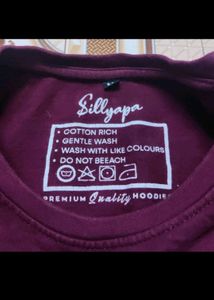 Sillyapa
• COTTON RICH
• GENTLE WASH
• WASH WITH LIKE COLOURS
• DO NOT BEEACH
PREMIUM Quality HOODIES